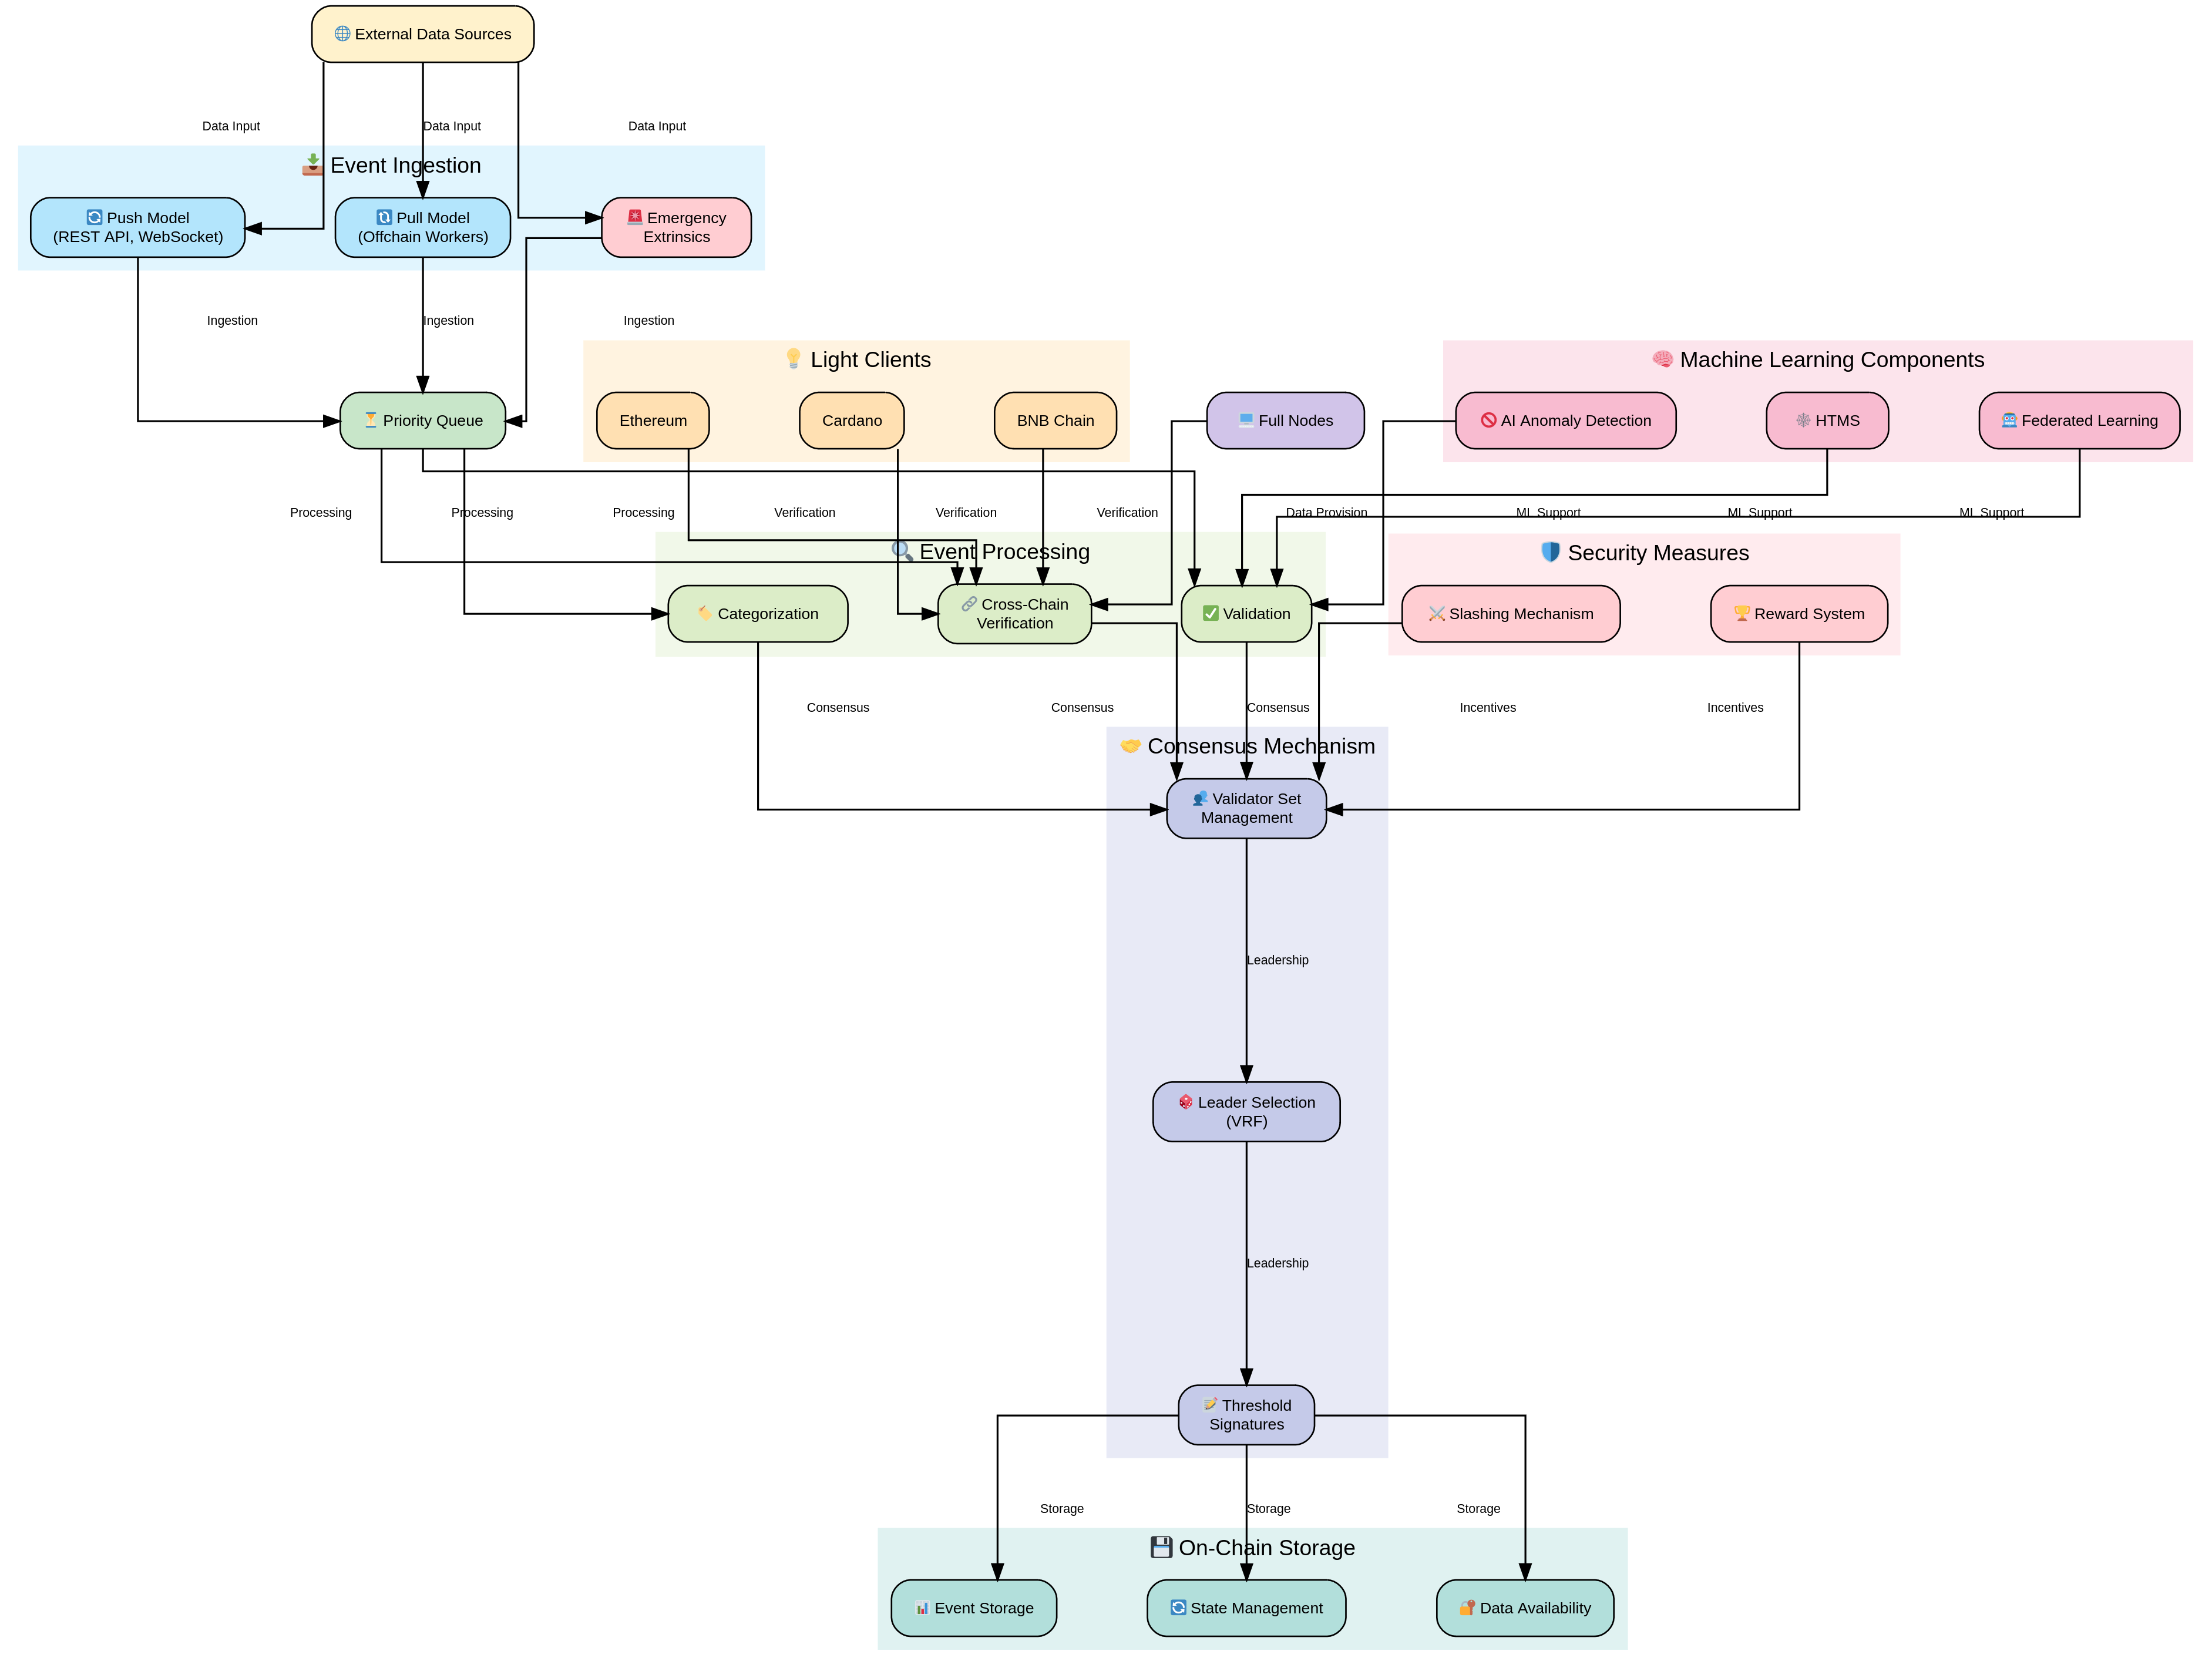 External Data Sources
Data Input
Data Input
Data Input
Event Ingestion
Push Model
(REST API, WebSocket)
Pull Model
(Offchain Workers)
Emergency
Extrinsics
Ingestion
Ingestion
Ingestion
Light Clients
Machine Learning Components
Priority Queue
Ethereum
Cardano
BNB Chain
Full Nodes
AI Anomaly Detection
HTMS
Federated Learning
Processing
Processing
Processing
Verification
Verification
Verification
Data Provision
ML Support
ML Support
ML Support
Event Processing
Security Measures
Categorization
Cross-Chain
Verification
Validation
Slashing Mechanism
Reward System
Consensus
Consensus
Consensus
Incentives
Incentives
Consensus Mechanism
Validator Set
Management
Leadership
Leader Selection
(VRF)
Leadership
Threshold
Signatures
Storage
Storage
Storage
On-Chain Storage
Event Storage
State Management
Data Availability